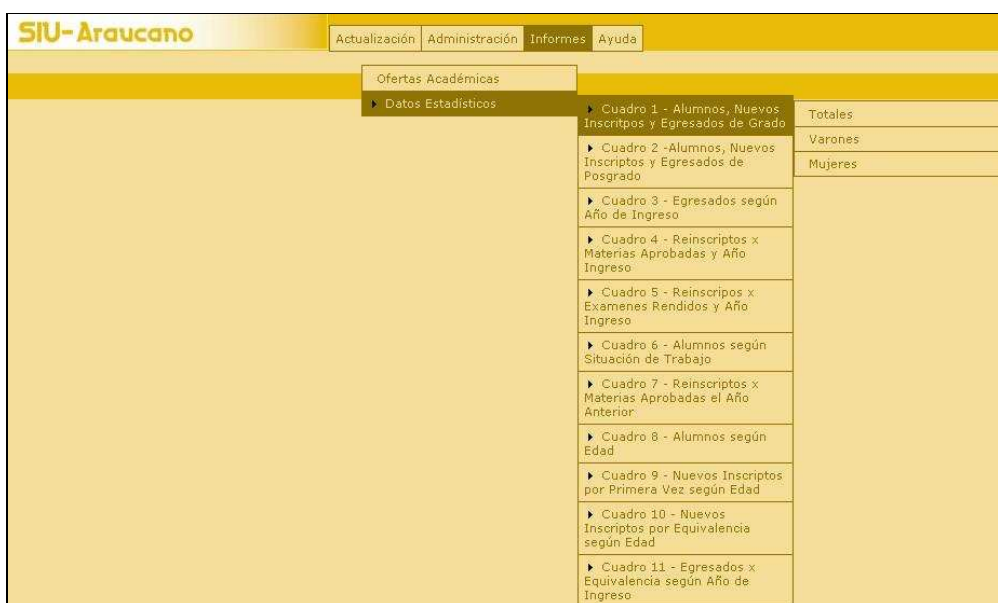 SIU-Araucano
Actualización Administración Informes Ayuda
Ofertas Académicas
Datos Estadísticos
Cuadro 1 - Alumnos, Nuevos
Inscritpos y Egresados de Grado
Cuadro 2 -Alumnos, Nuevos
Inscriptos y Egresados de
Posgrado
Cuadro 3 - Egresados según
Año de Ingreso
Cuadro 4 - Reinscriptos x
Materias Aprobadas y Año
Ingreso
Cuadro 5 - Reinscripos x
Examenes Rendidos y Año
Ingreso
Cuadro 6 - Alumnos según
Situación de Trabajo
Cuadro 7 - Reinscriptos x
Materias Aprobadas el Año
Anterior
Cuadro 8 - Alumnos según
Edad
Cuadro 9 - Nuevos Inscriptos
por Primera Vez según Edad
Cuadro 10 - Nuevos
Inscriptos por Equivalencia
según Edad
Cuadro 11 - Egresados x
Equivalencia según Año de
Ingreso
Totales
Varones
Mujeres